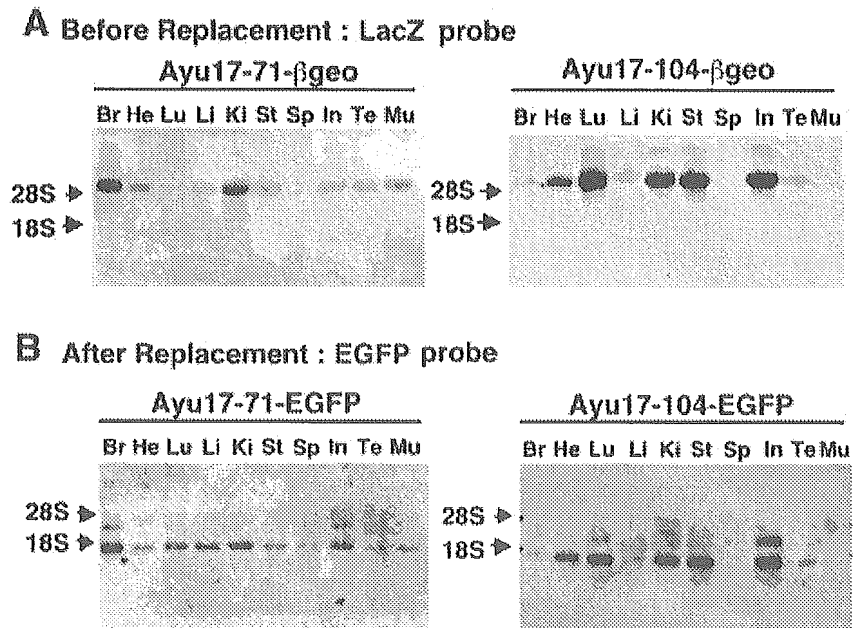 A Before Replacement : LacZ probe
Ayu17-71-βgeo
Ayu17-104-βgeo
Br He Lu Li Ki St Sp In Te Mu
Br He Lu Li Ki St Sp In Te Mu
28S
28S
18S
18S
B After Replacement : EGFP probe
Ayu17-71-EGFP
Ayu17-104-EGFP
Br He Lu Li Ki St Sp In Te Mu
Br He Lu Li Ki St Sp In Te Mu
28S
28S
18S
18S